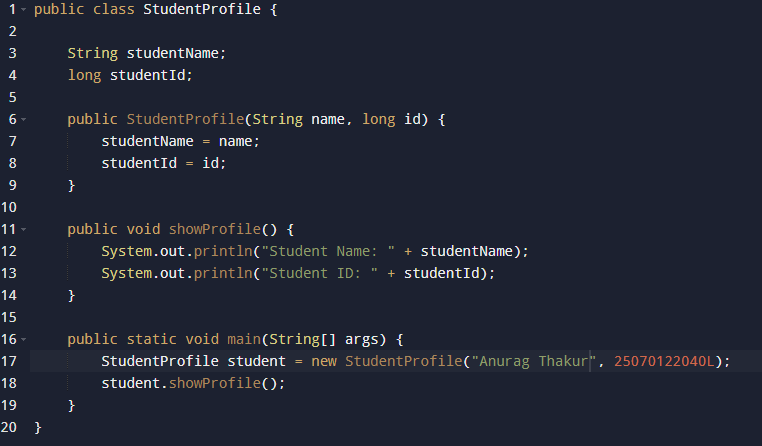 1 public class StudentProfile {
2
3     String studentName;
4     long studentId;
5
6     public StudentProfile(String name, long id) {
7         studentName = name;
8         studentId = id;
9     }
10
11     public void showProfile() {
12         System.out.println("Student Name: " + studentName);
13         System.out.println("Student ID: " + studentId);
14     }
15
16     public static void main(String[] args) {
17         StudentProfile student = new StudentProfile("Anurag Thakur", 25070122040L);
18         student.showProfile();
19     }
20 }